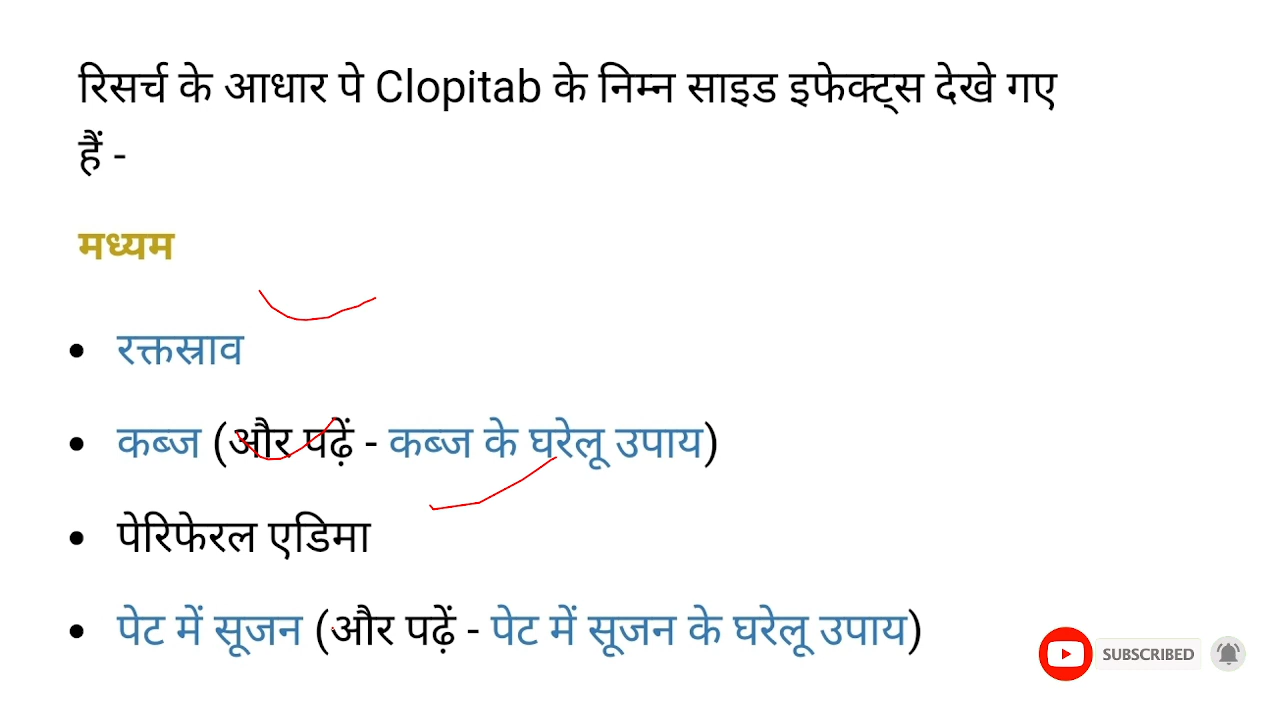 रिसर्च के आधार पे Clopitab के निम्न साइड इफेक्ट्स देखे गए
हैं -
मध्यम
• रक्तस्राव
• कब्ज (और पढ़ें - कब्ज के घरेलू उपाय)
• पेरिफेरल एडिमा
• पेट में सूजन (और पढ़ें - पेट में सूजन के घरेलू उपाय)
SUBSCRIBED